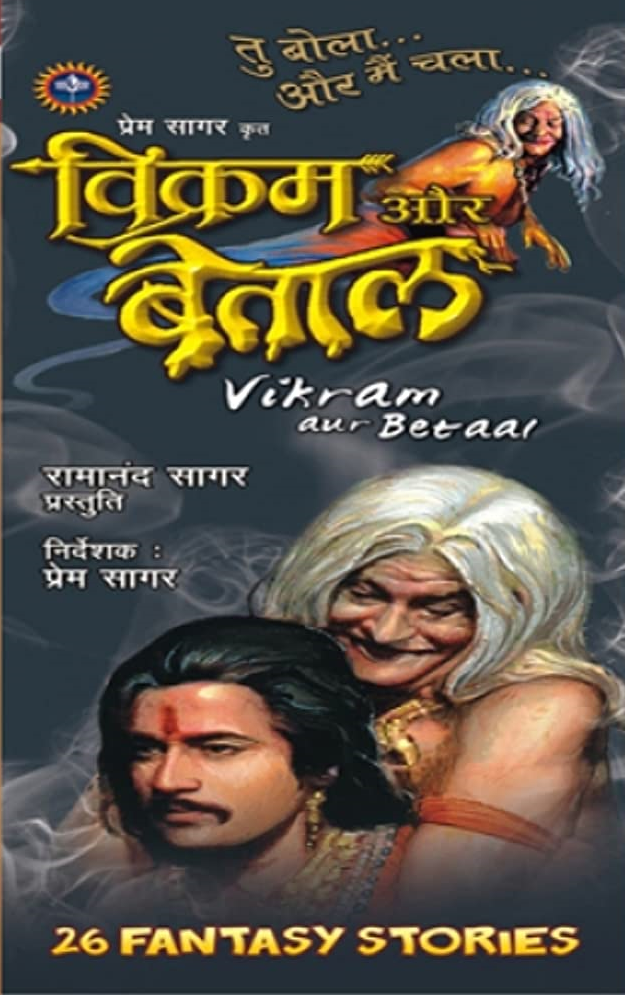 तु बोला...
और मैं चला...
प्रेम सागर कृत
विक्रम और
बेताल
Vikram
aur Betaal
रामानंद सागर
प्रस्तुति
निर्देशक :
प्रेम सागर
26 FANTASY STORIES